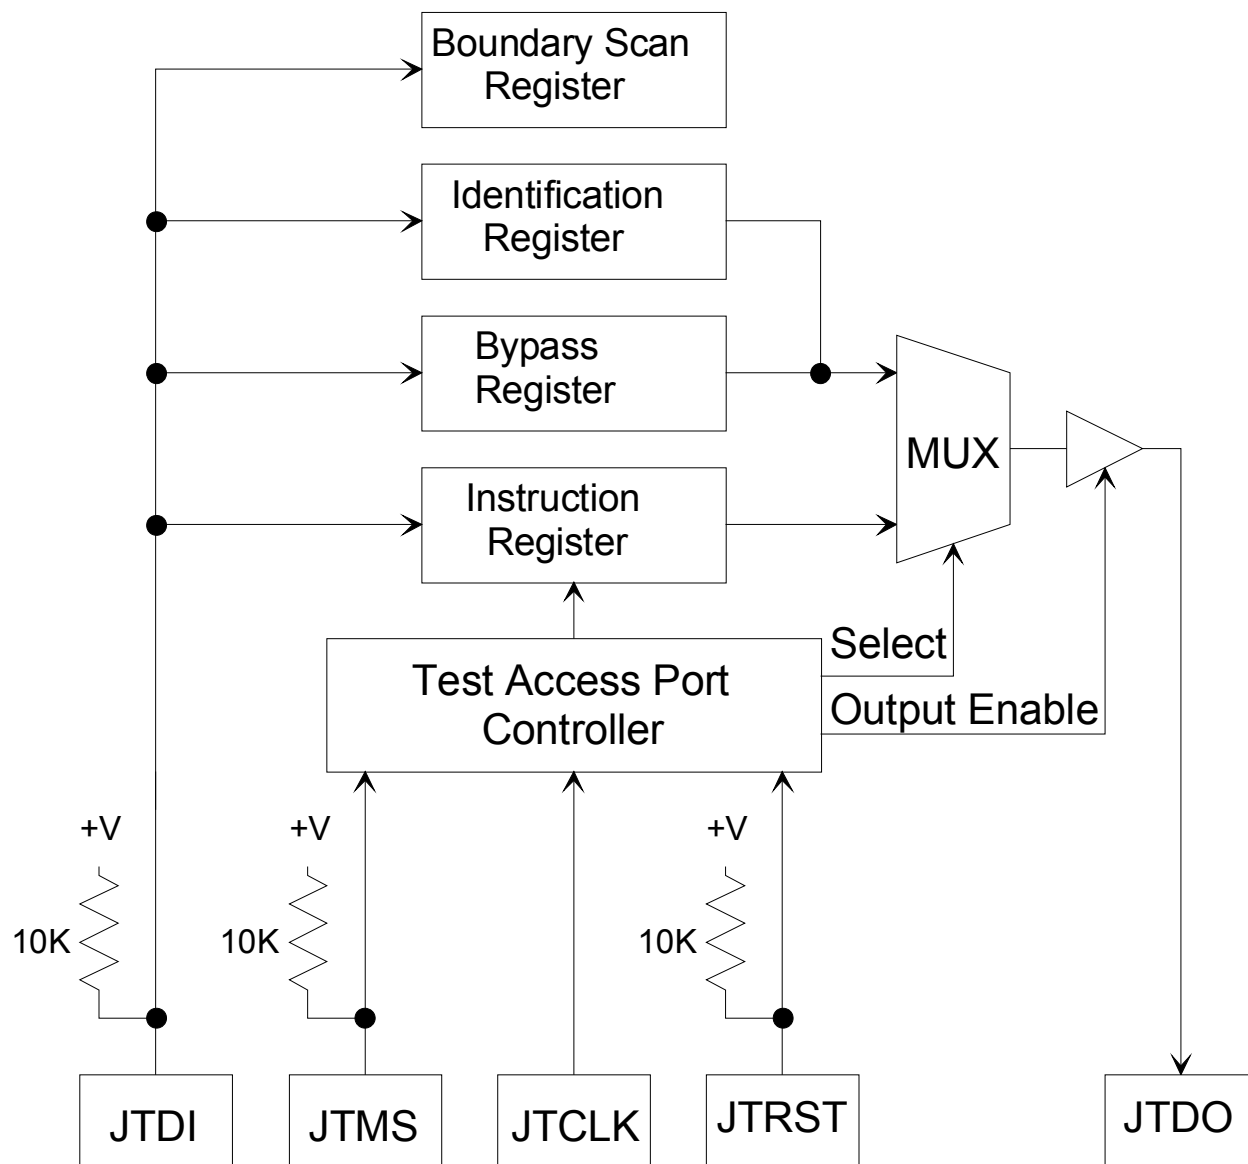 Boundary Scan
Register
Identification
Register
Bypass
Register
MUX
Instruction
Register
Select
Test Access Port
Controller
Output Enable
+V
+V
+V
10K
10K
10K
JTDI
JTMS
JTCLK
JTRST
JTDO